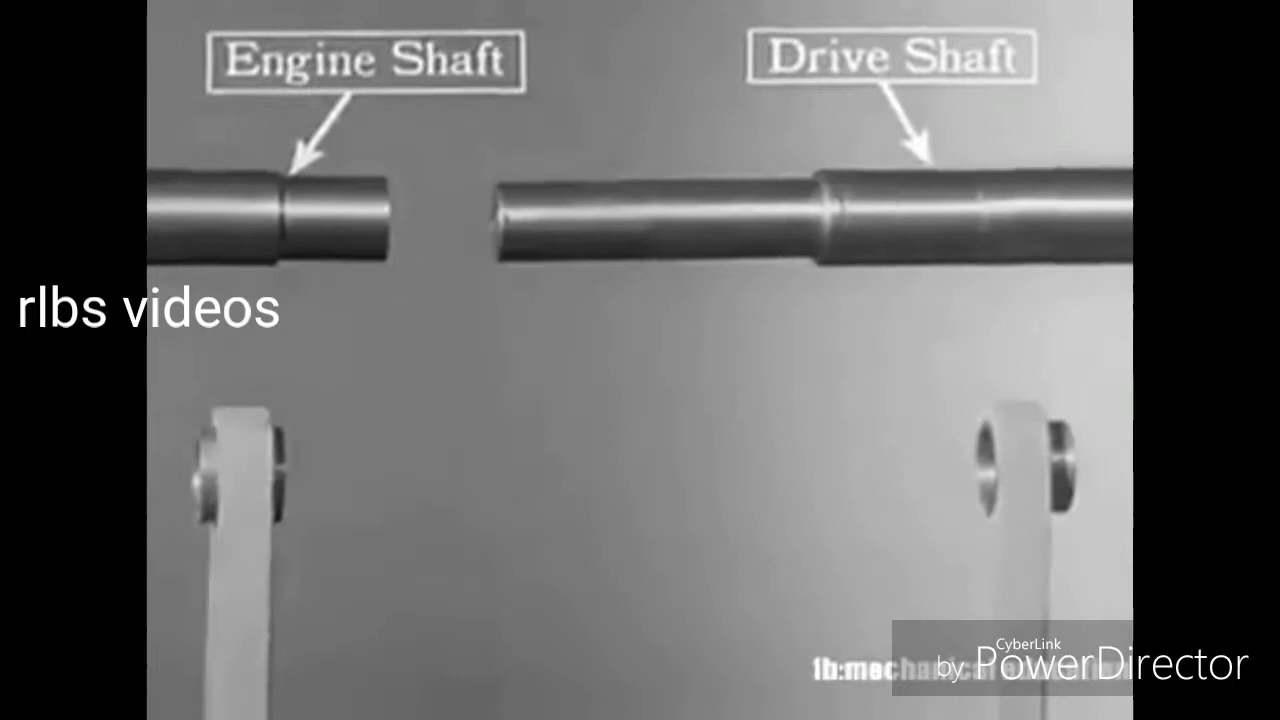 Engine Shaft
Drive Shaft
rlbs videos
CyberLink
by PowerDirector